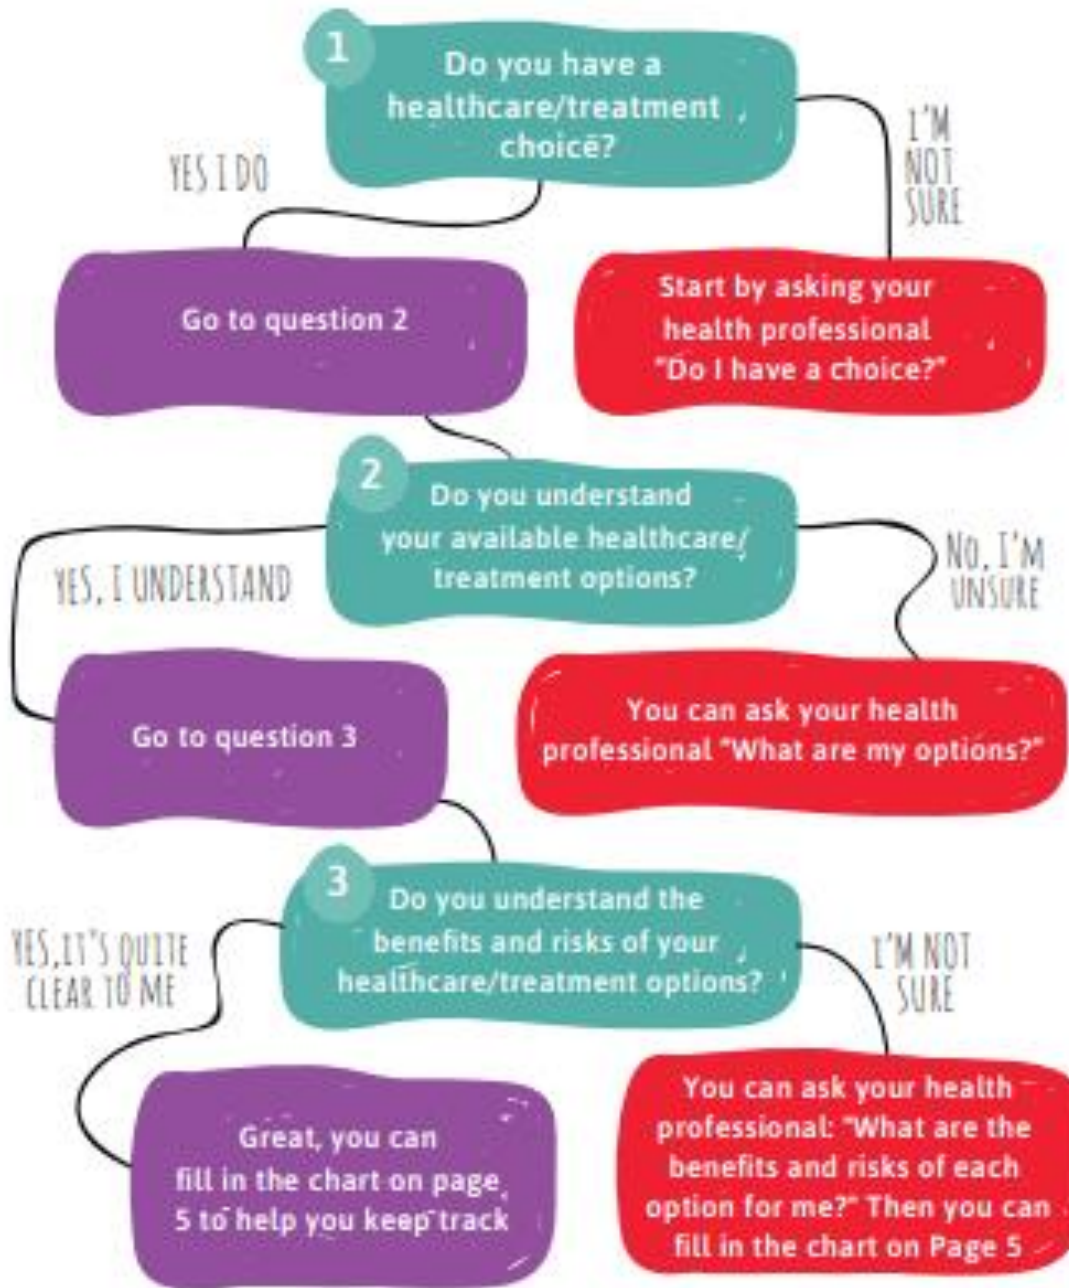 1
Do you have a
healthcare/treatment
choice?
YES I DO
I'M
NOT
SURE
Go to question 2
Start by asking your
health professional
"Do I have a choice?"
2
Do you understand
your available healthcare/
treatment options?
YES, I UNDERSTAND
NO, I'M
UNSURE
Go to question 3
You can ask your health
professional "What are my options?"
3
Do you understand the
benefits and risks of your
healthcare/treatment options?
YES, IT'S QUITE
CLEAR TO ME
I'M NOT
SURE
Great, you can
fill in the chart on page
5 to help you keep track
You can ask your health
professional: "What are the
benefits and risks of each
option for me?" Then you can
fill in the chart on Page 5